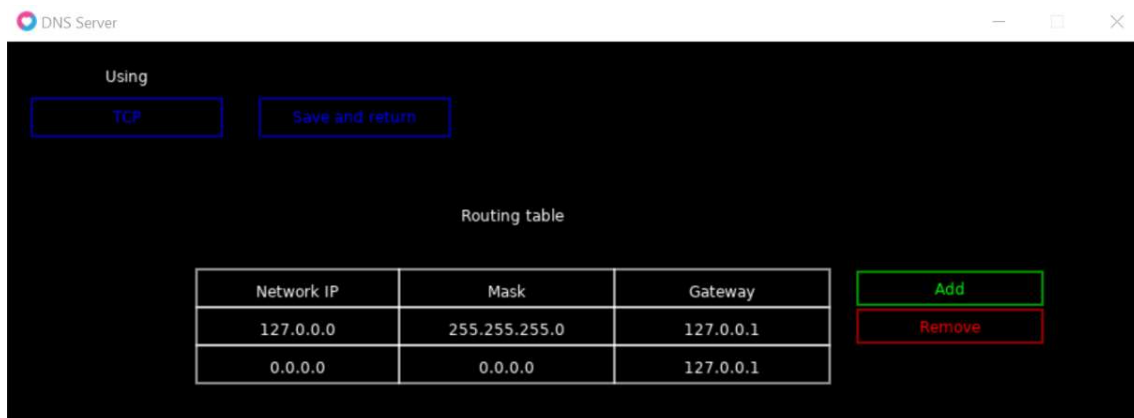 DNS Server
Using
TCP Save and return
Routing table
Network IP Mask Gateway Add
127.0.0.0 255.255.255.0 127.0.0.1 Remove
0.0.0.0 0.0.0.0 127.0.0.1